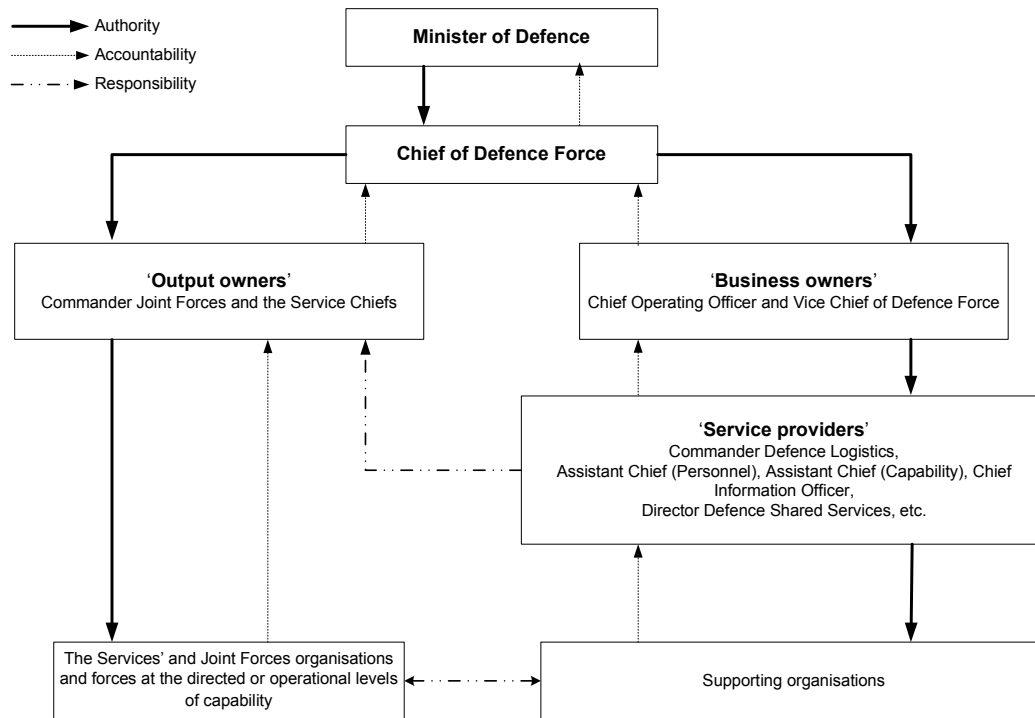 Authority
Accountability
Responsibility
Minister of Defence
Chief of Defence Force
‘Output owners’
Commander Joint Forces and the Service Chiefs
‘Business owners’
Chief Operating Officer and Vice Chief of Defence Force
‘Service providers’
Commander Defence Logistics,
Assistant Chief (Personnel), Assistant Chief (Capability), Chief
Information Officer,
Director Defence Shared Services, etc.
The Services’ and Joint Forces organisations
and forces at the directed or operational levels
of capability
Supporting organisations